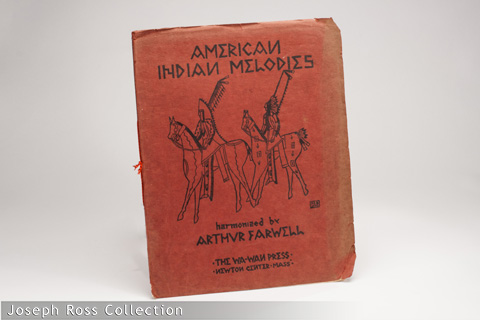 AMERICAN
INDIAN MELODIES
harmonized by
ARTHUR FARWELL
·THE WA-WAN PRESS·
·NEWTON CENTER·MASS·
Joseph Ross Collection